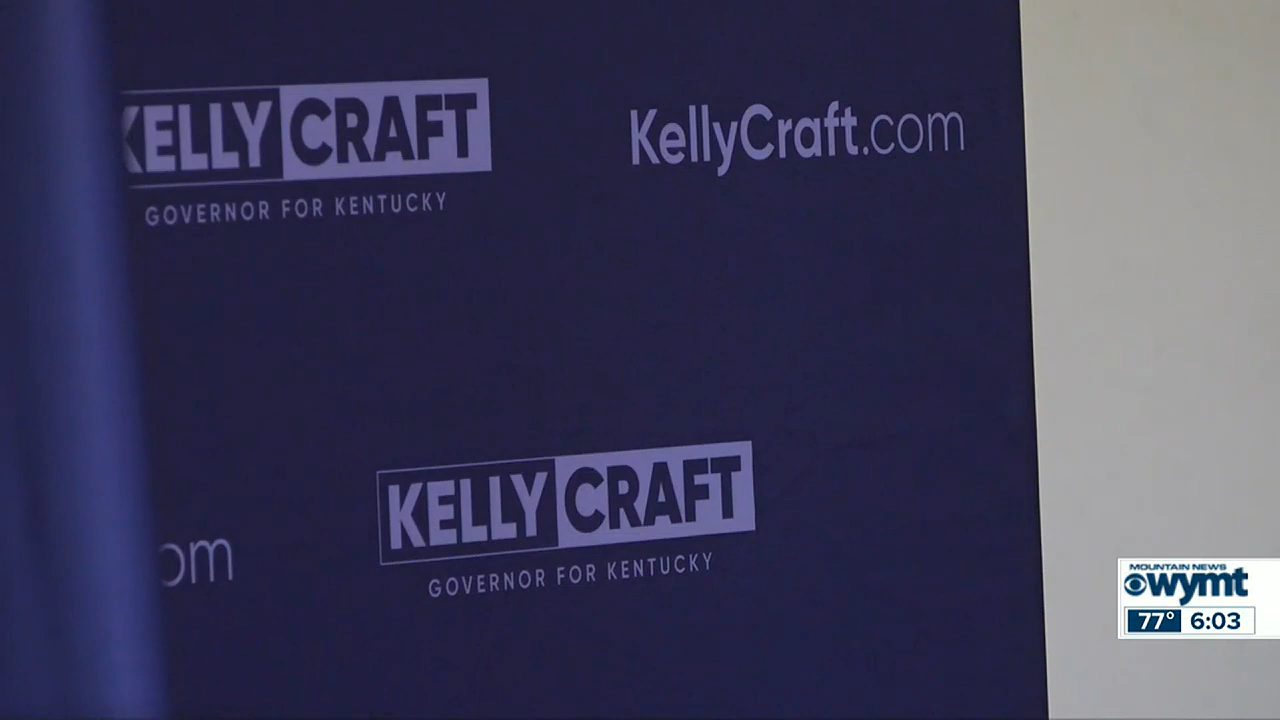 KELLY CRAFT
GOVERNOR FOR KENTUCKY
KellyCraft.com
KELLY CRAFT
GOVERNOR FOR KENTUCKY
om
MOUNTAIN NEWS
wymt
77° 6:03